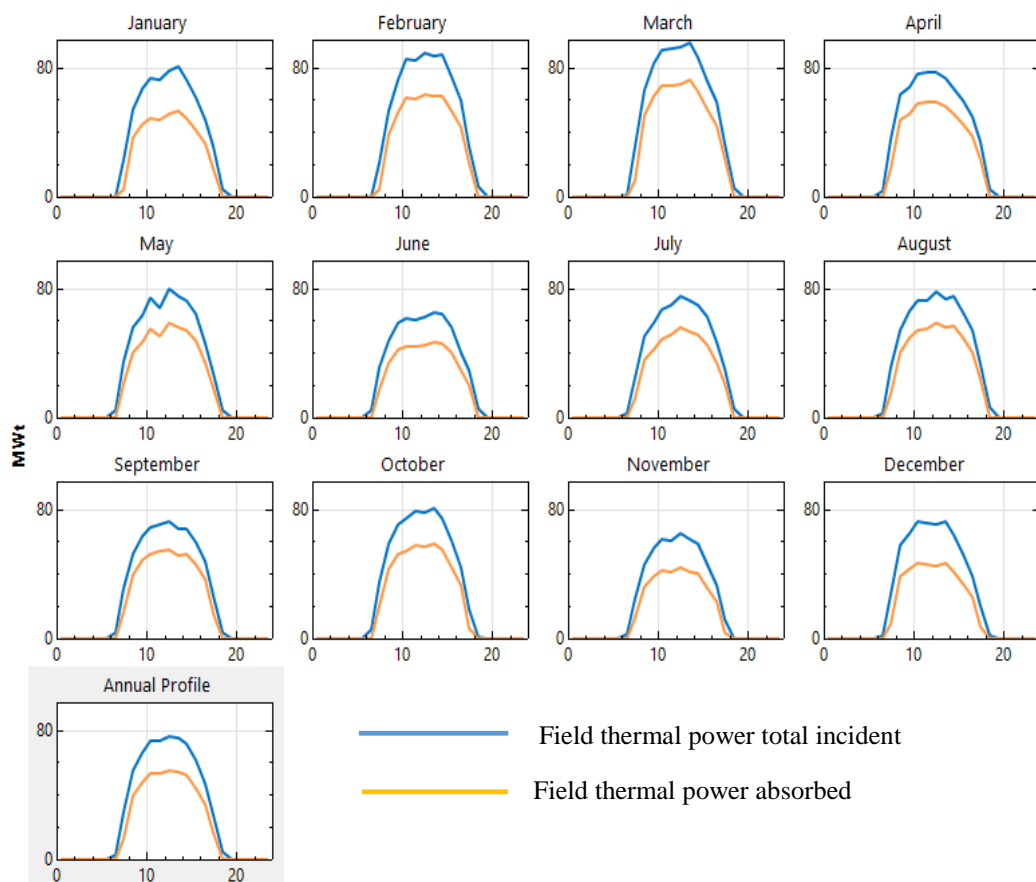 January February March April
80 80 80 80
0 0 0 0
0 10 20 0 10 20 0 10 20 0 10 20
May June July August
80 80 80 80
0 0 0 0
0 10 20 0 10 20 0 10 20 0 10 20
MWt
September October November December
80 80 80 80
0 0 0 0
0 10 20 0 10 20 0 10 20 0 10 20
Annual Profile
80
0
0 10 20
Field thermal power total incident
Field thermal power absorbed